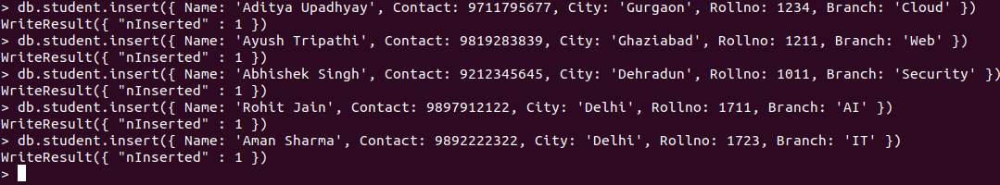 > db.student.insert({ Name: 'Aditya Upadhyay', Contact: 9711795677, City: 'Gurgaon', Rollno: 1234, Branch: 'Cloud' })
WriteResult({ "nInserted" : 1 })
> db.student.insert({ Name: 'Ayush Tripathi', Contact: 9819283839, City: 'Ghaziabad', Rollno: 1211, Branch: 'Web' })
WriteResult({ "nInserted" : 1 })
> db.student.insert({ Name: 'Abhishek Singh', Contact: 9212345645, City: 'Dehradun', Rollno: 1011, Branch: 'Security' })
WriteResult({ "nInserted" : 1 })
> db.student.insert({ Name: 'Rohit Jain', Contact: 9897912122, City: 'Delhi', Rollno: 1711, Branch: 'AI' })
WriteResult({ "nInserted" : 1 })
> db.student.insert({ Name: 'Aman Sharma', Contact: 9892222322, City: 'Delhi', Rollno: 1723, Branch: 'IT' })
WriteResult({ "nInserted" : 1 })
>